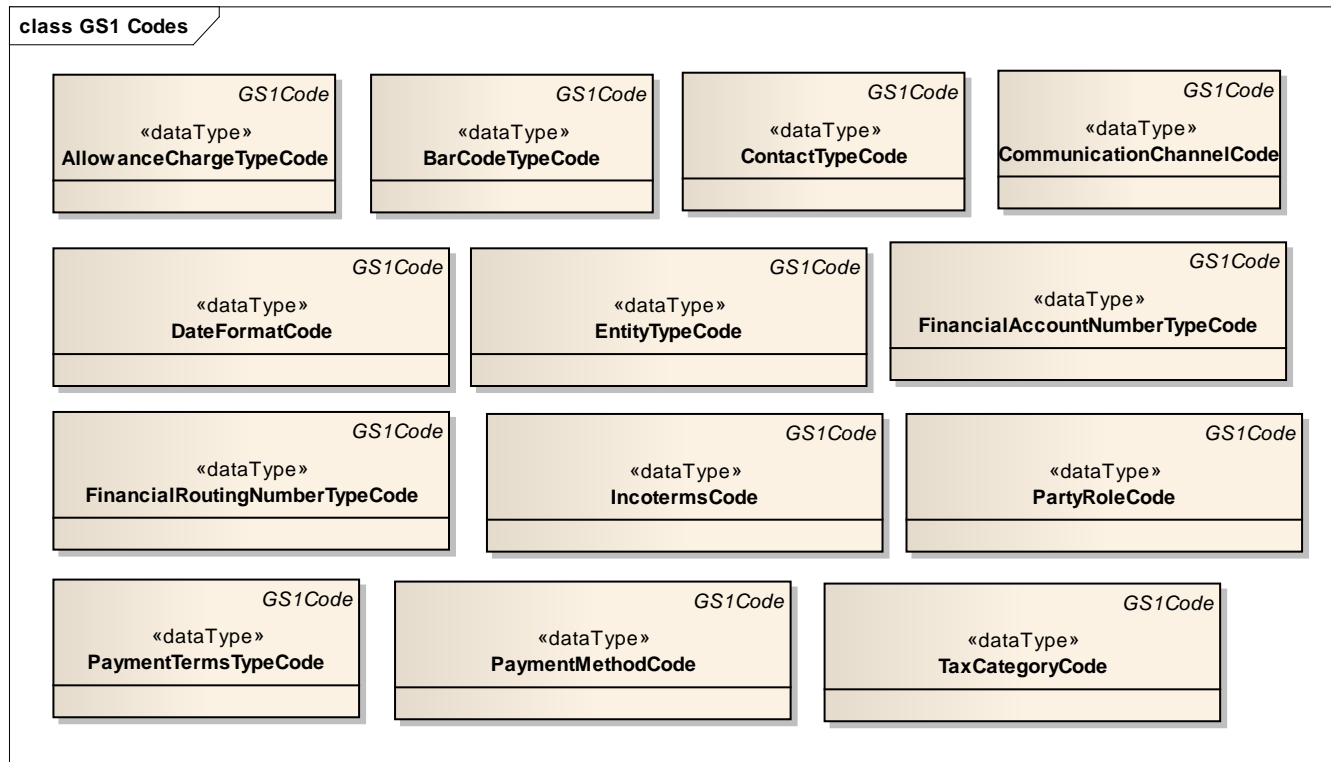 class GS1 Codes
GS1Code
«dataType»
AllowanceChargeTypeCode
GS1Code
«dataType»
BarCodeTypeCode
GS1Code
«dataType»
ContactTypeCode
GS1Code
«dataType»
CommunicationChannelCode
GS1Code
«dataType»
DateFormatCode
GS1Code
«dataType»
EntityTypeCode
GS1Code
«dataType»
FinancialAccountNumberTypeCode
GS1Code
«dataType»
FinancialRoutingNumberTypeCode
GS1Code
«dataType»
IncotermsCode
GS1Code
«dataType»
PartyRoleCode
GS1Code
«dataType»
PaymentTermsTypeCode
GS1Code
«dataType»
PaymentMethodCode
GS1Code
«dataType»
TaxCategoryCode